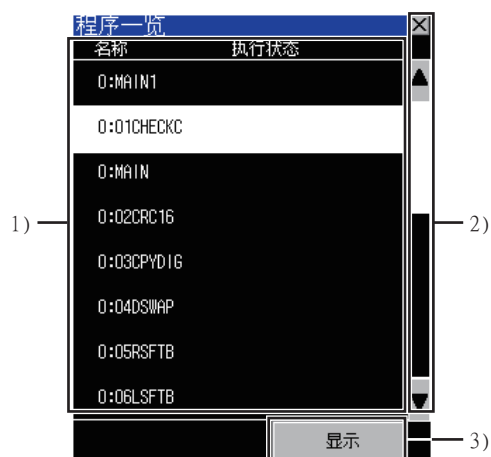 程序一览
名称 执行状态
0:MAIN1
0:01CHECKC
0:MAIN
0:02CRC16
0:03CPYDIG
0:04DSWAP
0:05RSFTB
0:06LSFTB
显示
1)
2)
3)